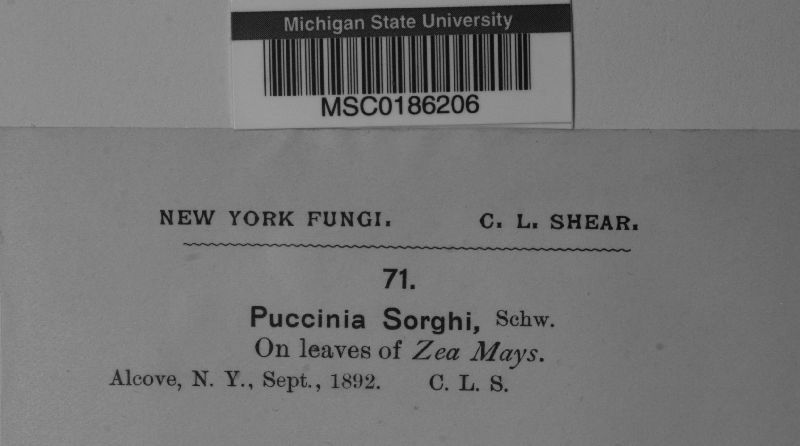 Michigan State University
MSC0186206
NEW YORK FUNGI. C. L. SHEAR.
71.
Puccinia Sorghi, Schw.
On leaves of Zea Mays.
Alcove, N. Y., Sept., 1892. C. L. S.